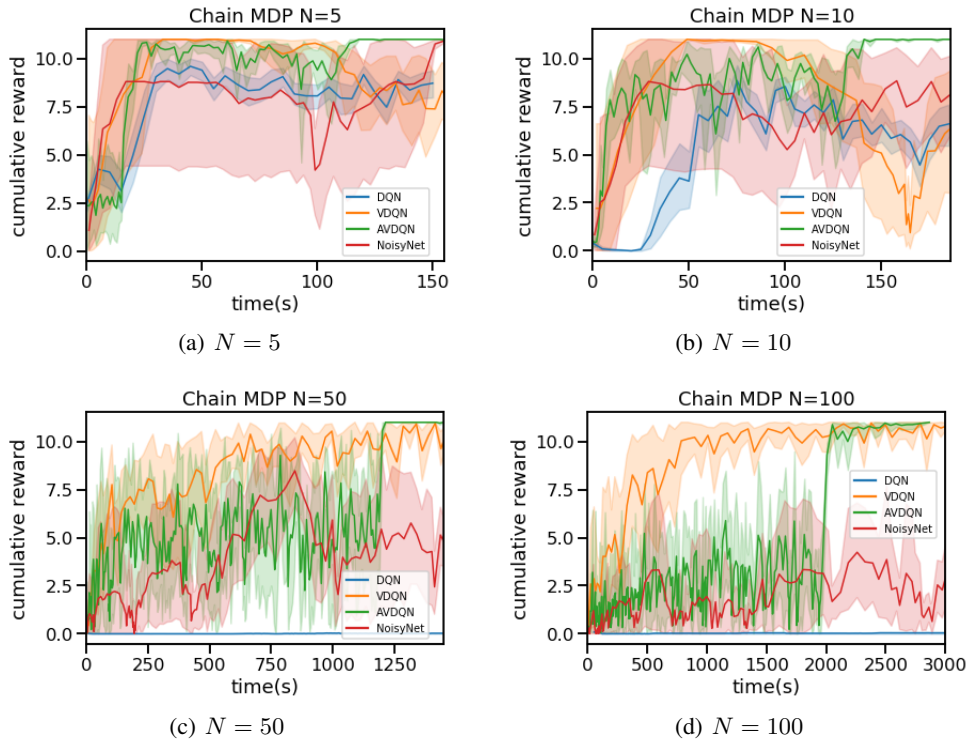 Chain MDP N=5
cumulative reward
10.0
7.5
5.0
2.5
0.0
DQN
VDQN
AVDQN
NoisyNet
0 50 100 150
time(s)
(a) N = 5
Chain MDP N=10
cumulative reward
10.0
7.5
5.0
2.5
0.0
DQN
VDQN
AVDQN
NoisyNet
0 50 100 150
time(s)
(b) N = 10
Chain MDP N=50
cumulative reward
10.0
7.5
5.0
2.5
0.0
DQN
VDQN
AVDQN
NoisyNet
0 250 500 750 1000 1250
time(s)
(c) N = 50
Chain MDP N=100
cumulative reward
10.0
7.5
5.0
2.5
0.0
DQN
VDQN
AVDQN
NoisyNet
0 500 1000 1500 2000 2500 3000
time(s)
(d) N = 100